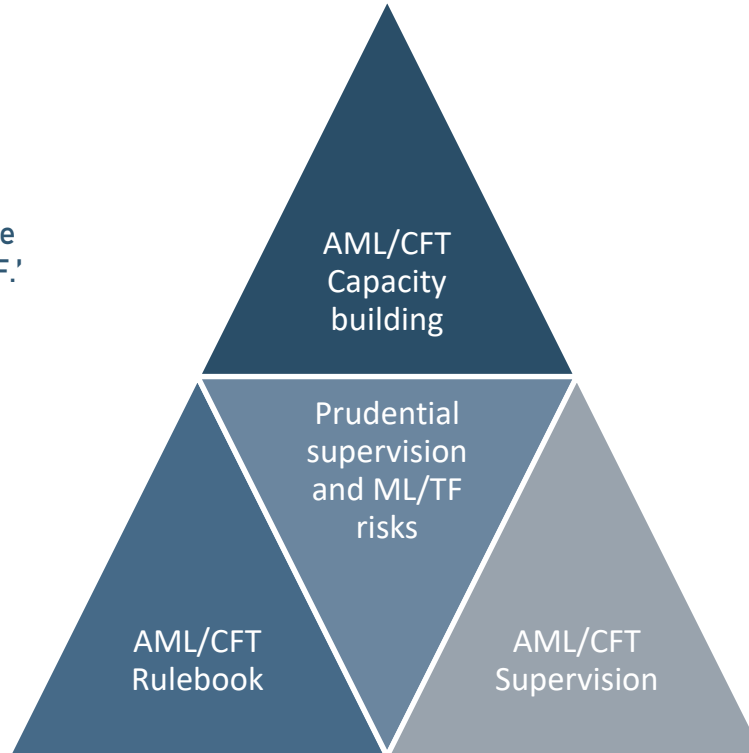 AML/CFT
Capacity
building
e
F.’
Prudential
supervision
and ML/TF
risks
AML/CFT
Rulebook
AML/CFT
Supervision